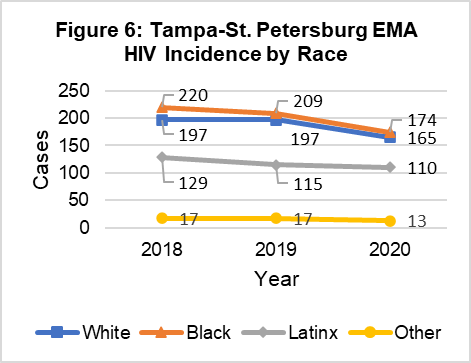 Figure 6: Tampa-St. Petersburg EMA
HIV Incidence by Race
250
200
150
100
50
0
Cases
220
209
174
197
197
165
129
115
110
17
17
13
2018
2019
2020
Year
White
Black
Latinx
Other